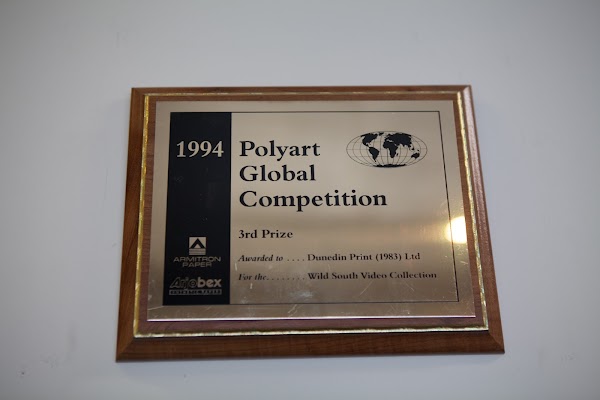 1994
Polyart
Global
Competition
3rd Prize
Awarded to . . . . Dunedin Print (1983) Ltd
For the. . . . . . . . Wild South Video Collection
ARMITRON
PAPER
Arjobex